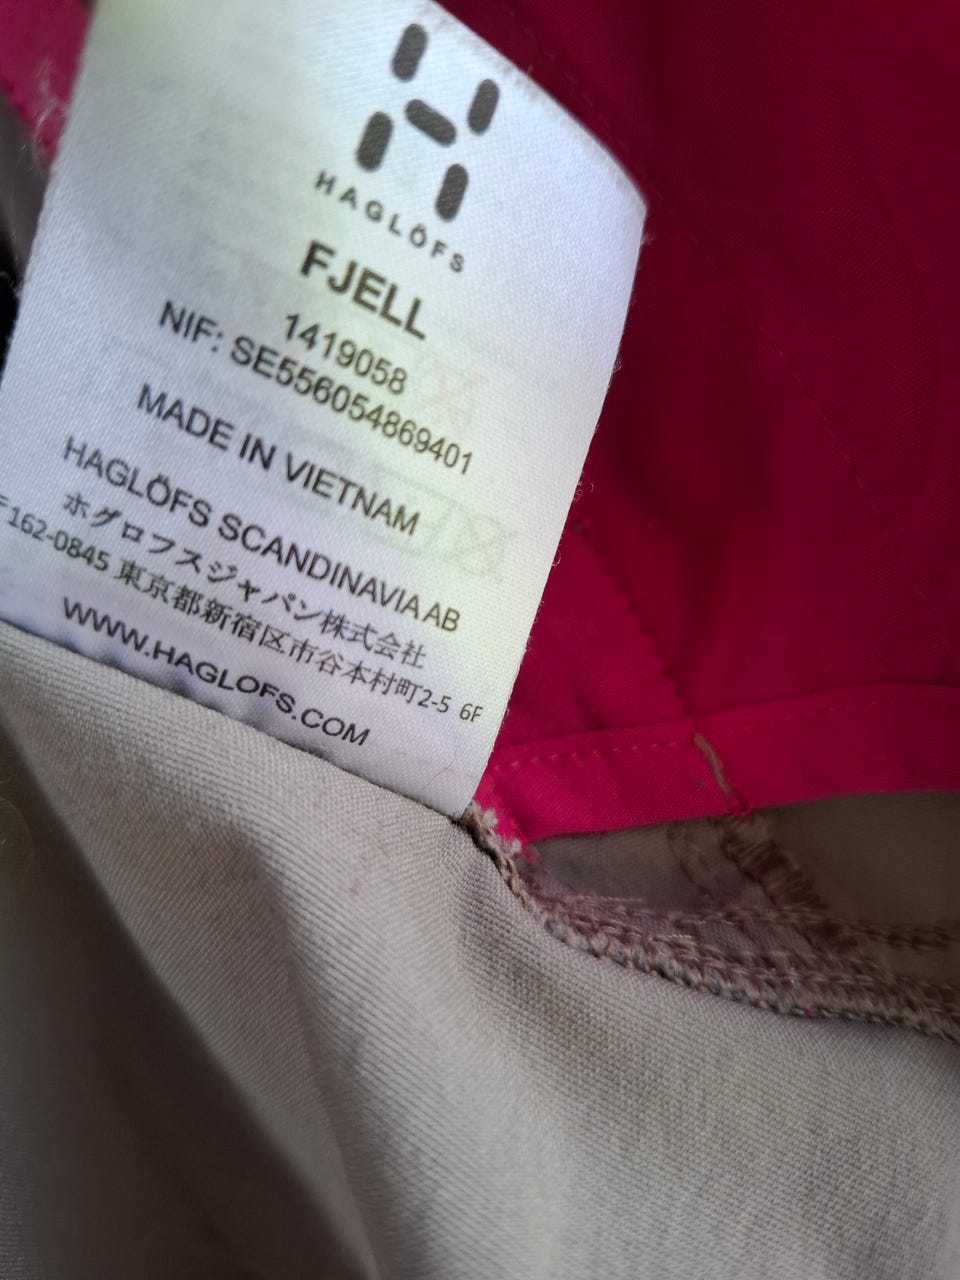 HAGLÖFS
FJELL
1419058
NIF: SE556054869401
MADE IN VIETNAM
HAGLÖFS SCANDINAVIA AB
ホグロフスジャパン株式会社
〒162-0845 東京都新宿区市谷本村町2-5 6F
WWW.HAGLOFS.COM